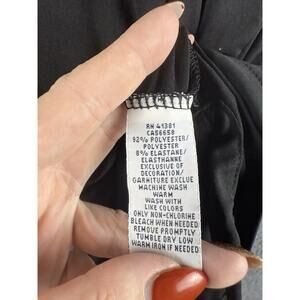 RN 41381
CA56658
92% POLYESTER/
POLYESTER
8% ELASTANE/
ELASTHANNE
EXCLUSIVE OF
DECORATION/
GARNITURE EXCLUE
MACHINE WASH
WARM
WASH WITH
LIKE COLORS
ONLY NON-CHLORINE
BLEACH WHEN NEEDED
REMOVE PROMPTLY
TUMBLE DRY LOW
WARM IRON IF NEEDED